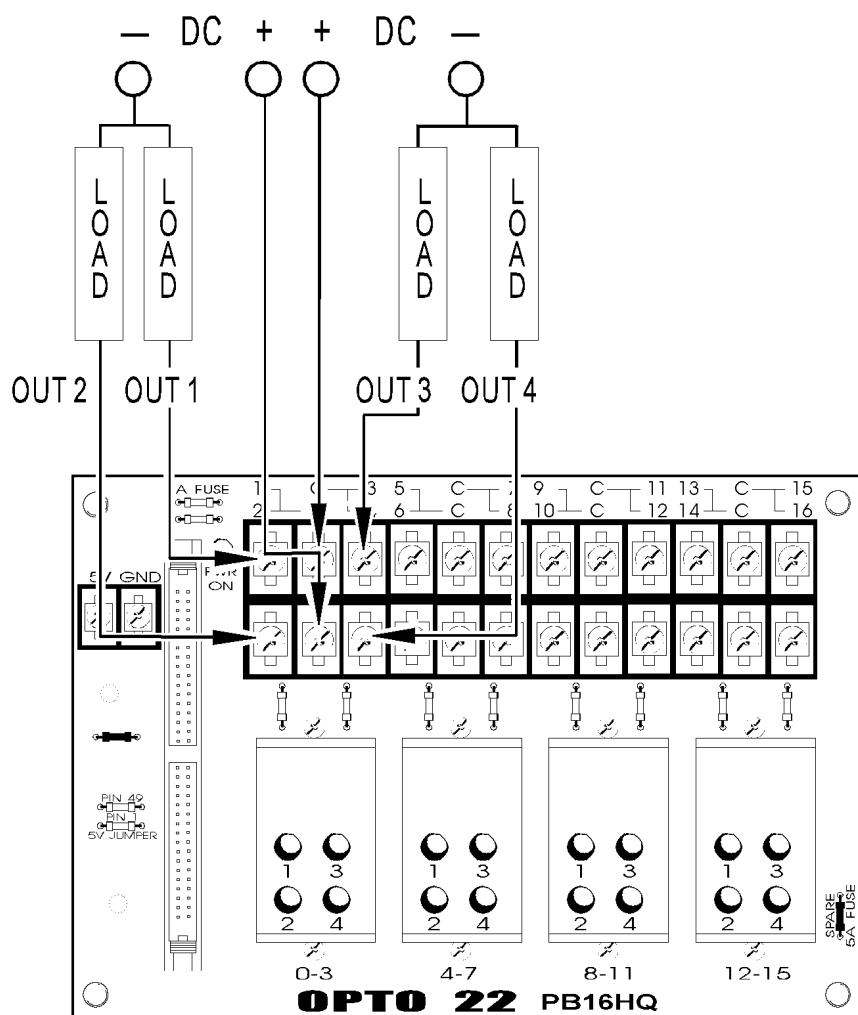 − DC + + DC −
LOAD LOAD LOAD LOAD
OUT 2 OUT 1 OUT 3 OUT 4
A FUSE 1 C 3 5 C 7 9 C 11 13 C 15
2 6 C 8 10 C 12 14 C 16
5V GND PWR ON
PIN 49
PIN 1
5V JUMPER
1 3 1 3 1 3 1 3
2 4 2 4 2 4 2 4
SPARE
5A FUSE
0-3 4-7 8-11 12-15
OPTO 22 PB16HQ